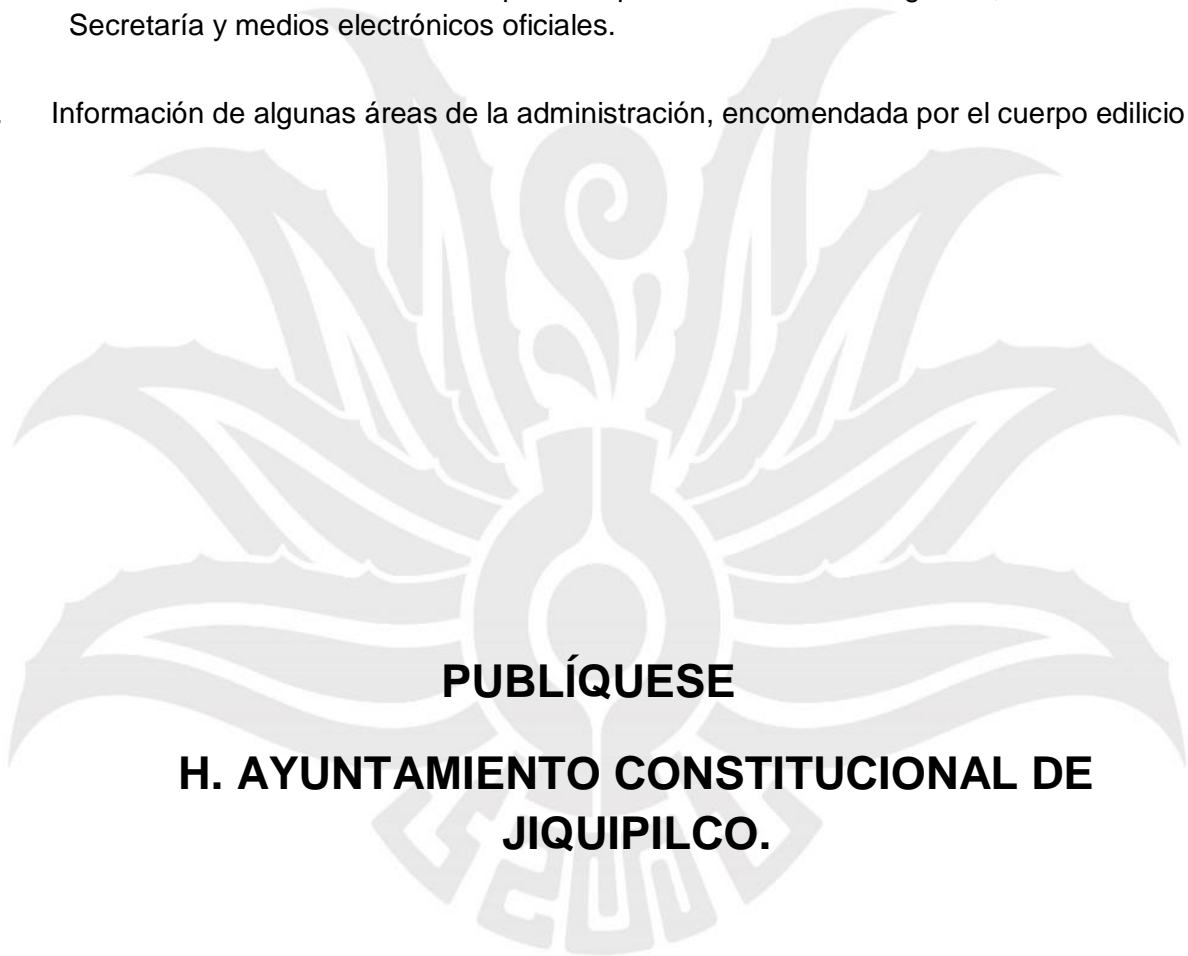 Secretaría y medios electrónicos oficiales.
Información de algunas áreas de la administración, encomendada por el cuerpo edilicio
PUBLÍQUESE
H. AYUNTAMIENTO CONSTITUCIONAL DE
JIQUIPILCO.